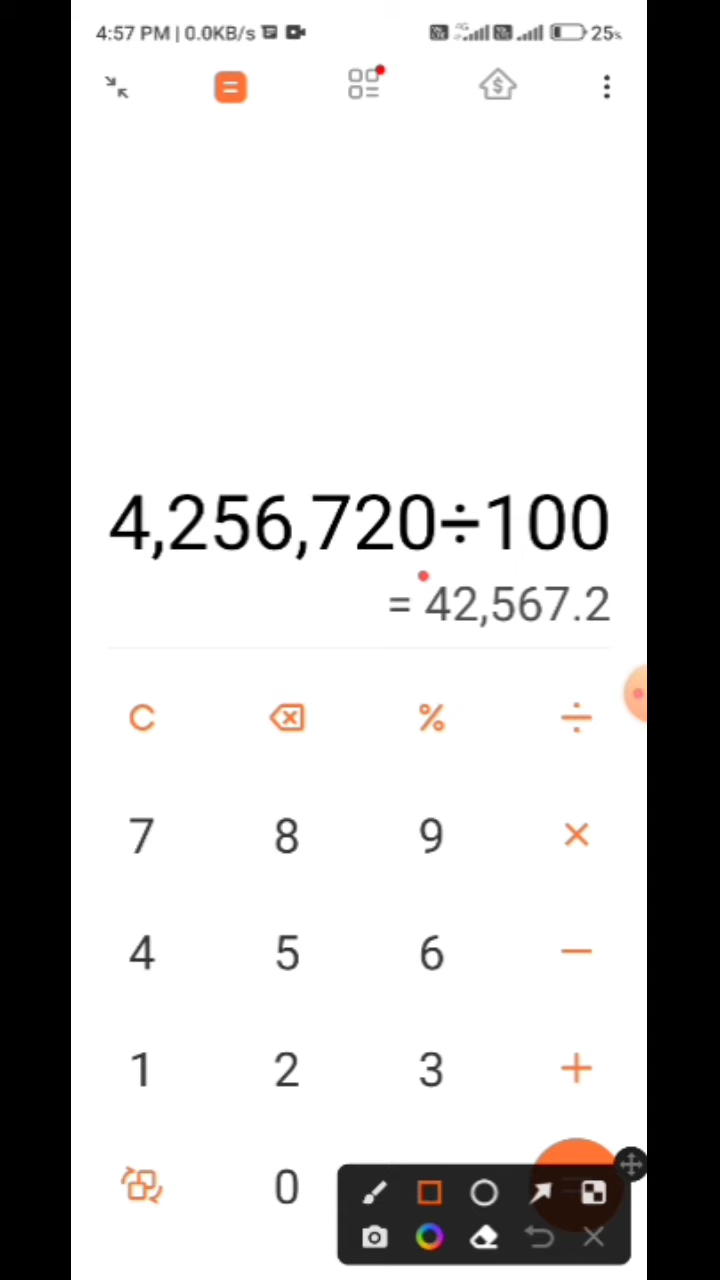 4:57 PM | 0.0KB/s 25%
4,256,720÷100
= 42,567.2
C % ÷
7 8 9 ×
4 5 6 −
1 2 3 +
0